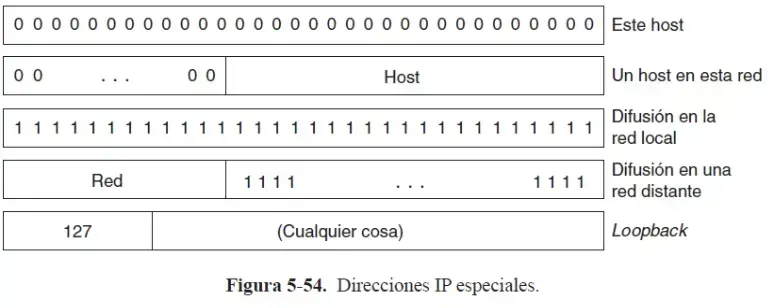 0 0 0 0 0 0 0 0 0 0 0 0 0 0 0 0 0 0 0 0 0 0 0 0 0 0 0 0 0 0 0 0 Este host
0 0 ... 0 0 Host Un host en esta red
1 1 1 1 1 1 1 1 1 1 1 1 1 1 1 1 1 1 1 1 1 1 1 1 1 1 1 1 1 1 1 1 Difusión en la
red local
Red 1 1 1 1 ... 1 1 1 1 Difusión en una
red distante
127 (Cualquier cosa) Loopback
Figura 5-54. Direcciones IP especiales.